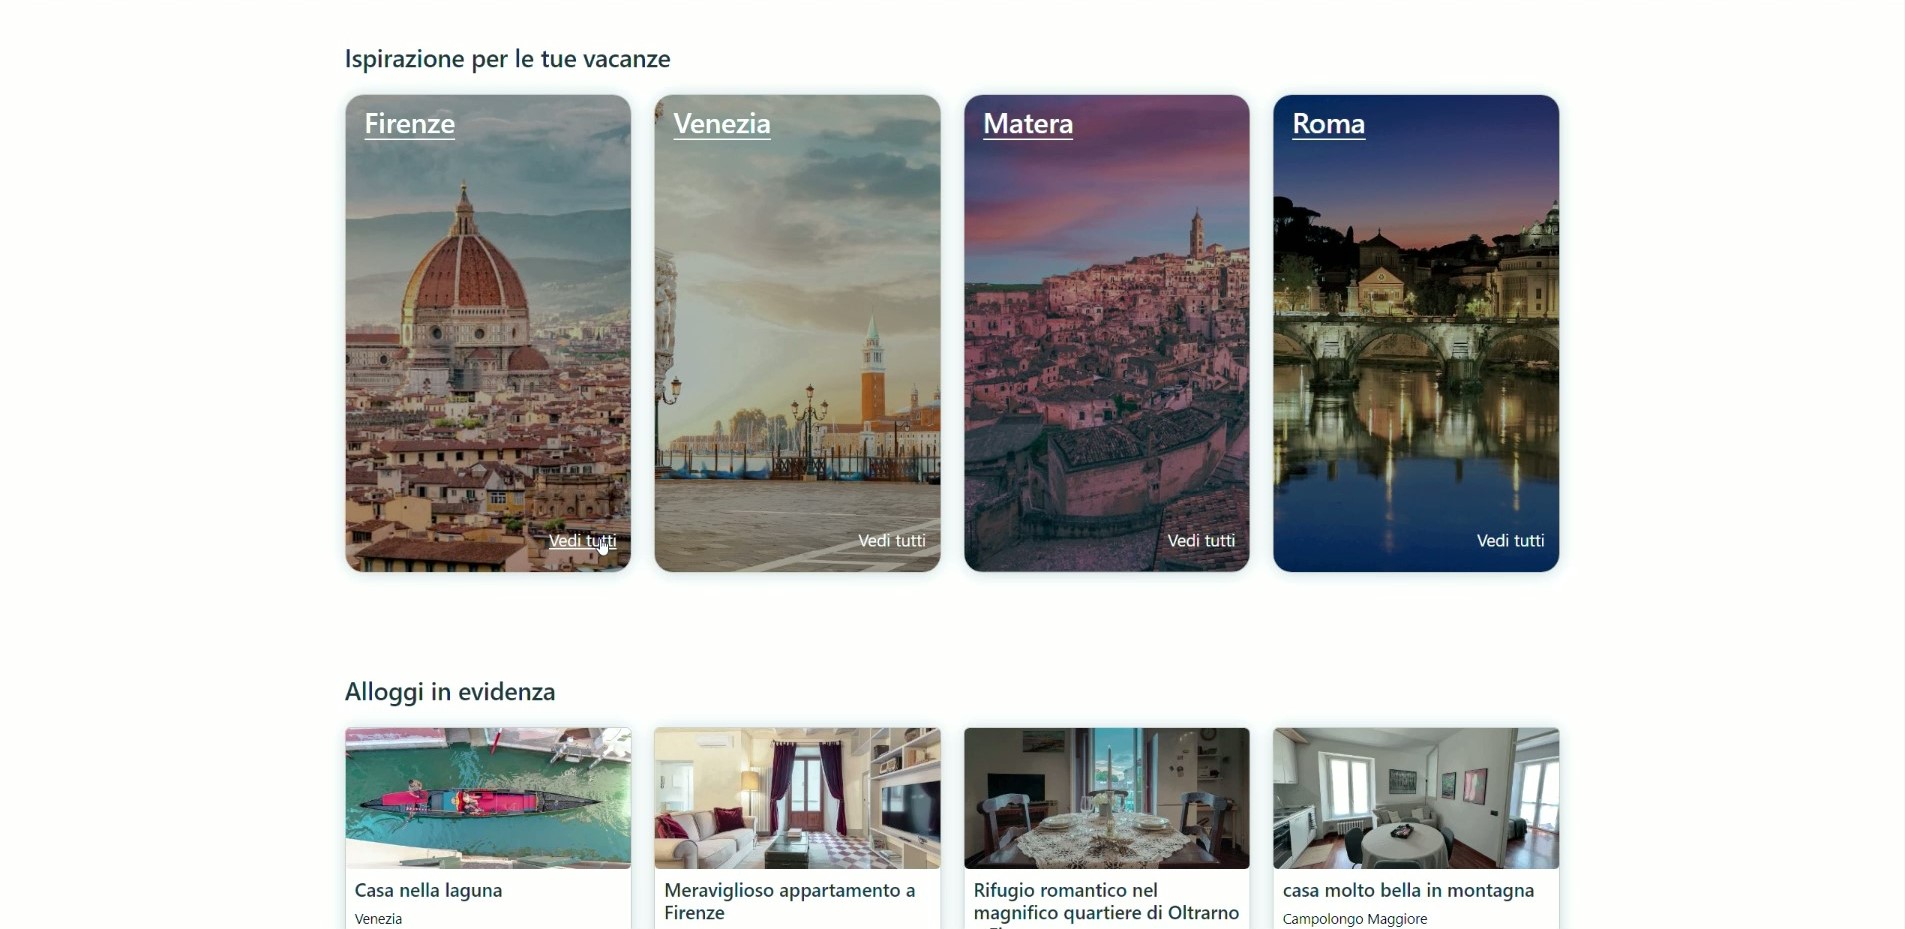 Ispirazione per le tue vacanze
Firenze
Venezia
Matera
Roma
Vedi tutti
Vedi tutti
Vedi tutti
Vedi tutti
Alloggi in evidenza
Casa nella laguna
Venezia
Meraviglioso appartamento a
Firenze
Rifugio romantico nel
magnifico quartiere di Oltrarno
casa molto bella in montagna
Campolongo Maggiore